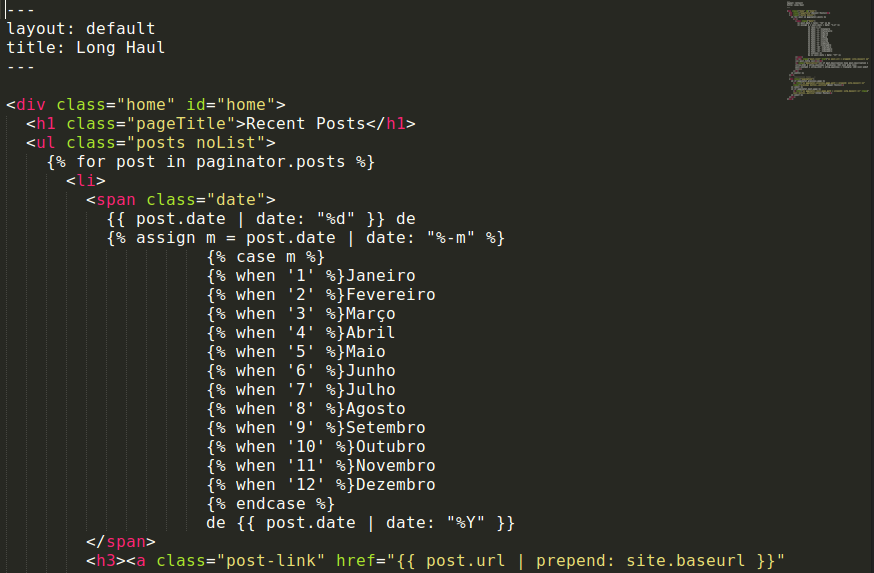 ---
layout: default
title: Long Haul
---
<div class="home" id="home">
<h1 class="pageTitle">Recent Posts</h1>
<ul class="posts noList">
{% for post in paginator.posts %}
<li>
<span class="date">
{{ post.date | date: "%d" }} de
{% assign m = post.date | date: "%-m" %}
{% case m %}
{% when '1' %}Janeiro
{% when '2' %}Fevereiro
{% when '3' %}Março
{% when '4' %}Abril
{% when '5' %}Maio
{% when '6' %}Junho
{% when '7' %}Julho
{% when '8' %}Agosto
{% when '9' %}Setembro
{% when '10' %}Outubro
{% when '11' %}Novembro
{% when '12' %}Dezembro
{% endcase %}
de {{ post.date | date: "%Y" }}
</span>
<h3><a class="post-link" href="{{ post.url | prepend: site.baseurl }}"